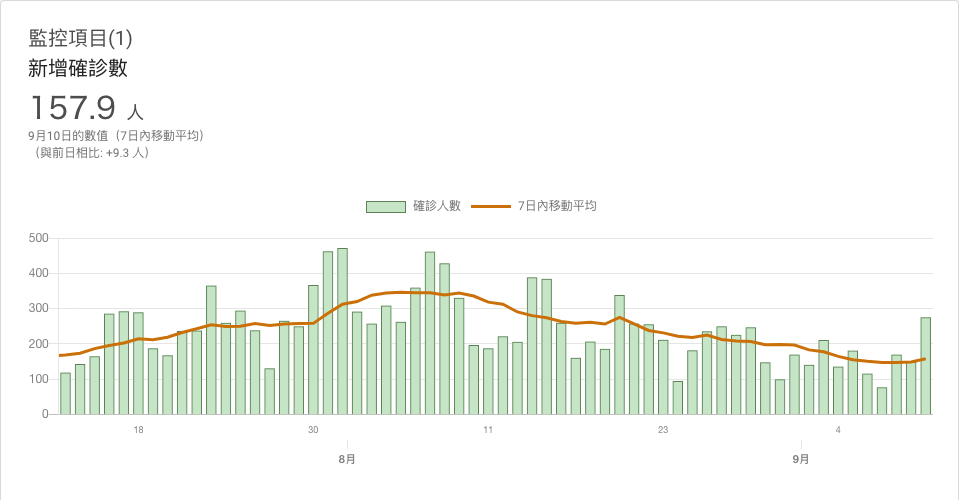 監控項目(1)
新增確診數
157.9 人
9月10日的數值（7日內移動平均）
（與前日相比: +9.3 人）
確診人數 7日內移動平均
500
400
300
200
100
0
18 30 11 23 4
8月 9月